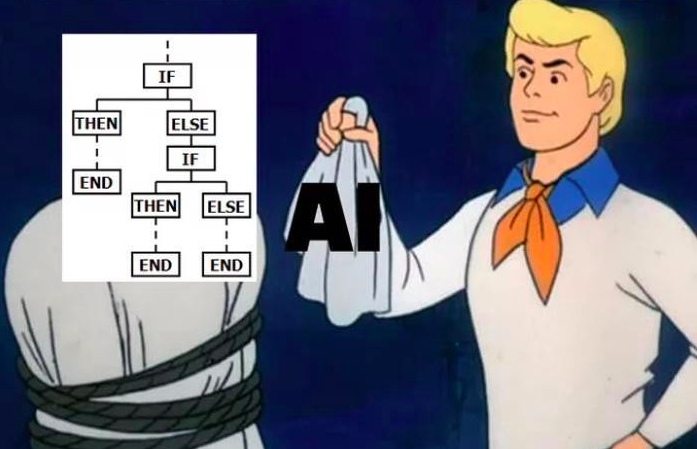 IF
THEN ELSE
IF
END
THEN ELSE
END END
AI